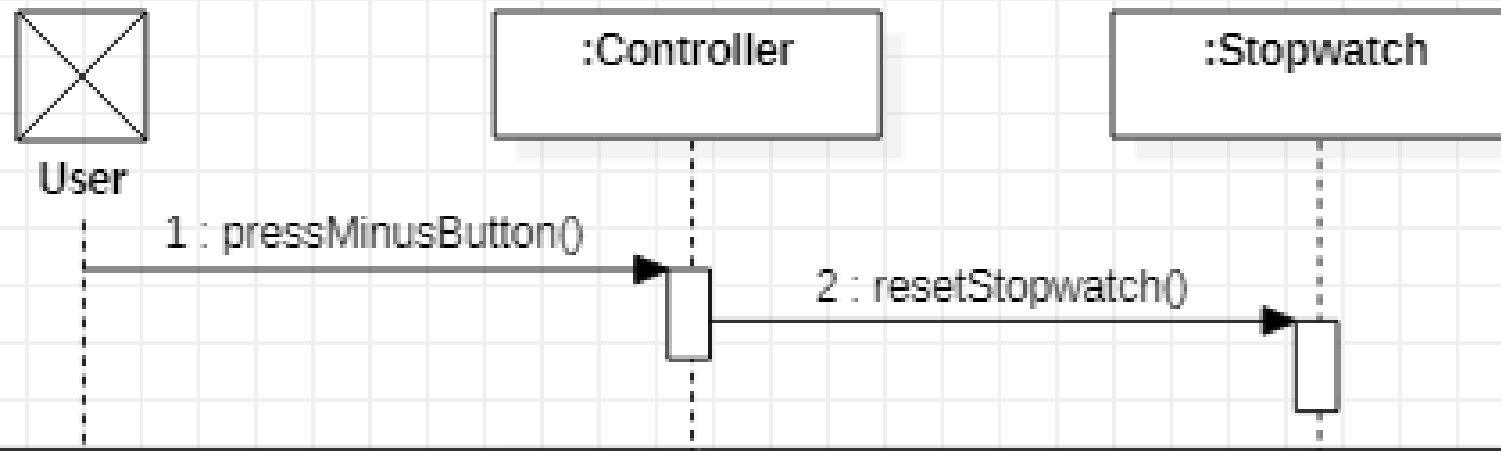 :Controller
:Stopwatch
User
1 : pressMinusButton()
2 : resetStopwatch()